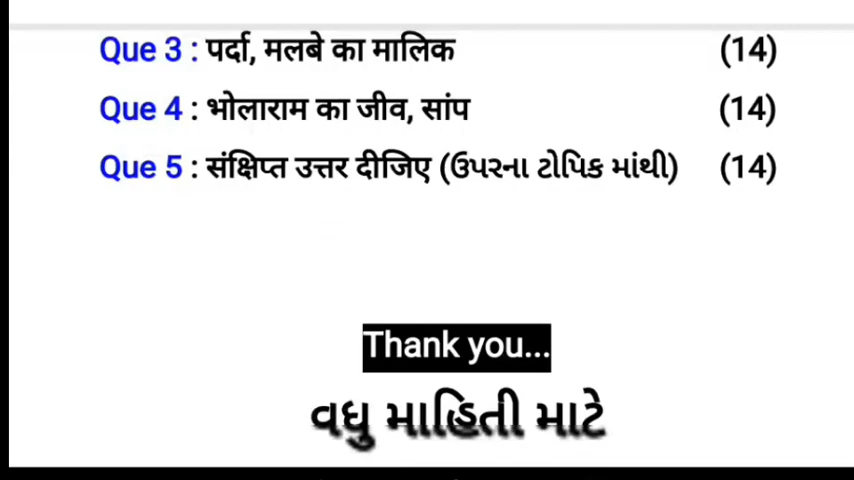 Que 3 : पर्दा, मलबे का मालिक (14)
Que 4 : भोलाराम का जीव, सांप (14)
Que 5 : संक्षिप्त उत्तर दीजिए (ઉપરના ટોપિક માંથી) (14)
Thank you...
વધુ માહિતી માટે